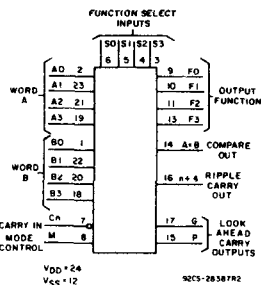 FUNCTION SELECT
INPUTS
S0 S1 S2 S3
6 5 4 3
WORD
A
A0 2
A1 23
A2 21
A3 19
9 F0
10 F1
11 F2
13 F3
OUTPUT
FUNCTION
WORD
B
B0 1
B1 22
B2 20
B3 18
14 A=B
COMPARE
OUT
16 n+4
RIPPLE
CARRY
OUT
CARRY IN
Cn 7
MODE
CONTROL
M 8
17 G
15 P
LOOK
AHEAD
CARRY
OUTPUTS
VDD = 24
VSS = 12
92CS-28387R2